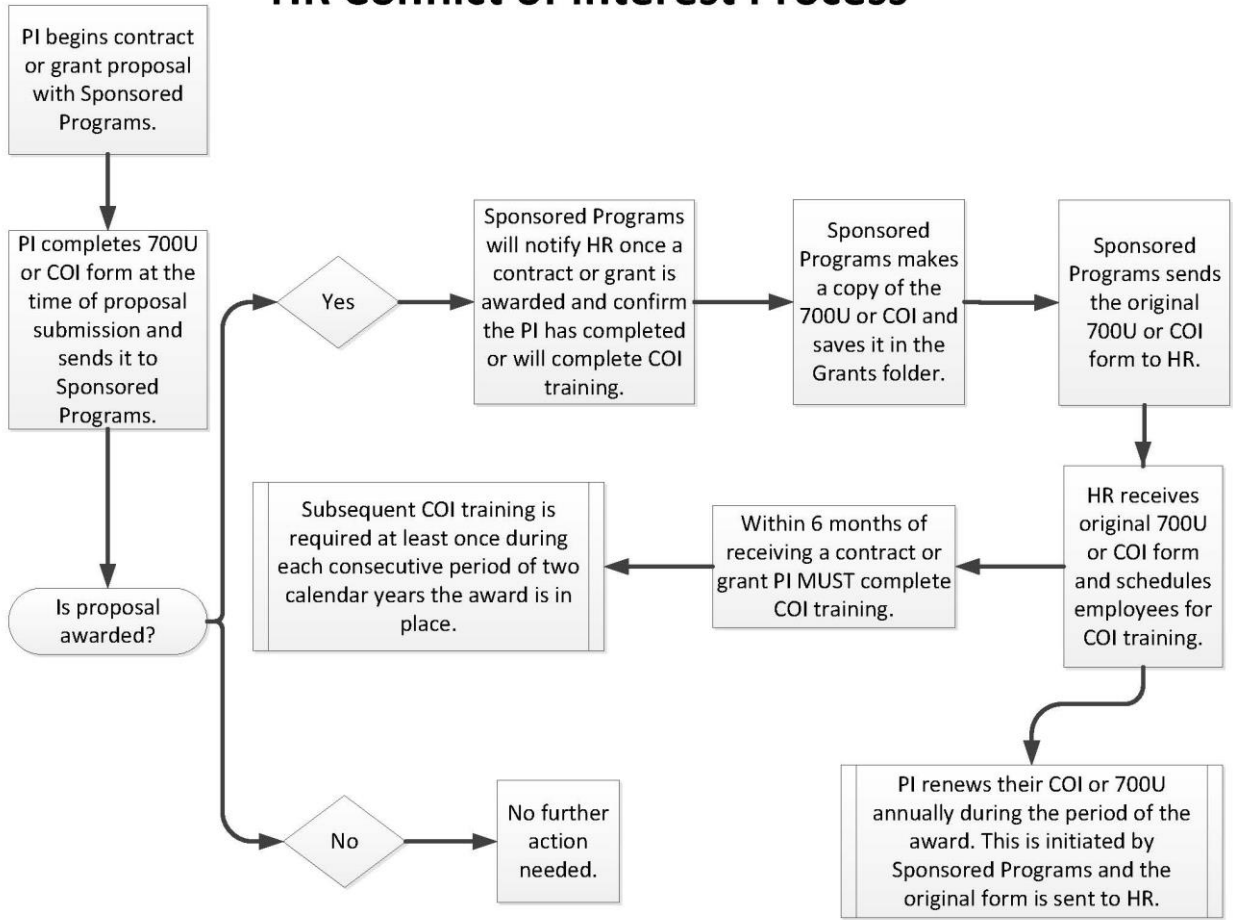 HR Conflict of Interest Process
PI begins contract
or grant proposal
with Sponsored
Programs.
PI completes 700U
or COI form at the
time of proposal
submission and
sends it to
Sponsored
Programs.
Is proposal
awarded?
Yes
Sponsored Programs
will notify HR once a
contract or grant is
awarded and confirm
the PI has completed
or will complete COI
training.
Sponsored
Programs makes
a copy of the
700U or COI and
saves it in the
Grants folder.
Sponsored
Programs sends
the original
700U or COI
form to HR.
HR receives
original 700U
or COI form
and schedules
employees for
COI training.
Within 6 months of
receiving a contract or
grant PI MUST complete
COI training.
Subsequent COI training is
required at least once during
each consecutive period of two
calendar years the award is in
place.
PI renews their COI or 700U
annually during the period of the
award. This is initiated by
Sponsored Programs and the
original form is sent to HR.
No
No further
action
needed.